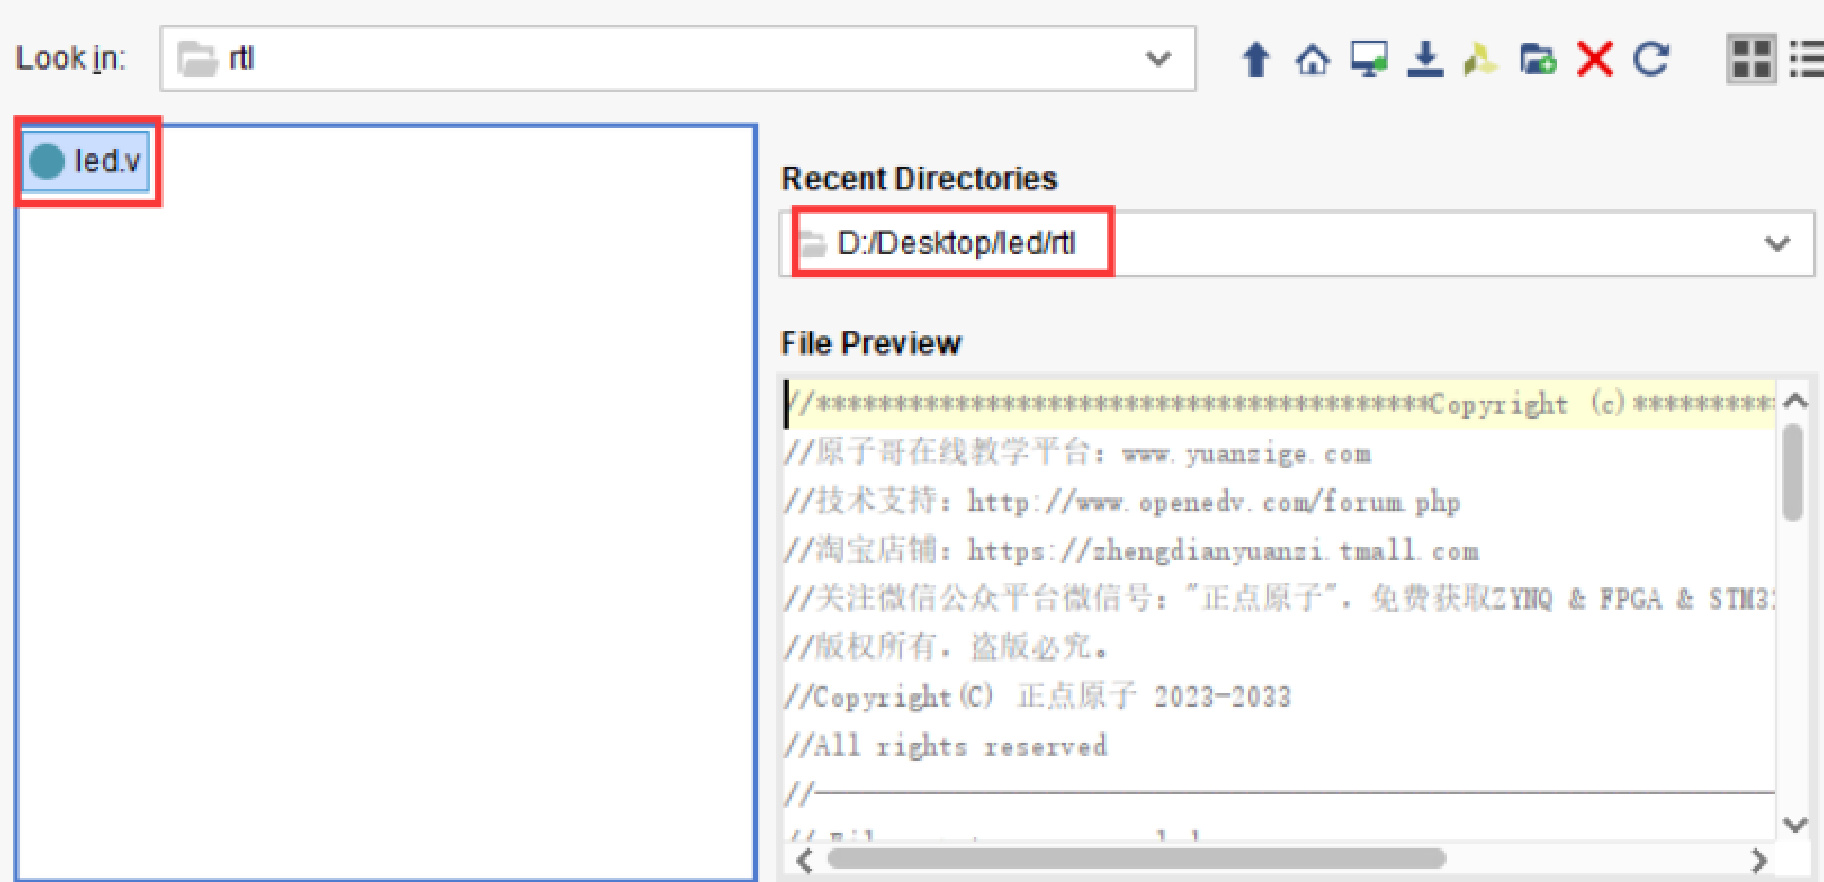 Look in:
rtl
led.v
Recent Directories
D:/Desktop/led/rtl
File Preview
//****************************************Copyright (c)**********
//原子哥在线教学平台：www.yuanzige.com
//技术支持：http://www.openedv.com/forum.php
//淘宝店铺：https://zhengdianyuanzi.tmall.com
//关注微信公众平台微信号："正点原子"，免费获取ZYNQ & FPGA & STM3
//版权所有，盗版必究。
//Copyright(C) 正点原子 2023-2033
//All rights reserved
//